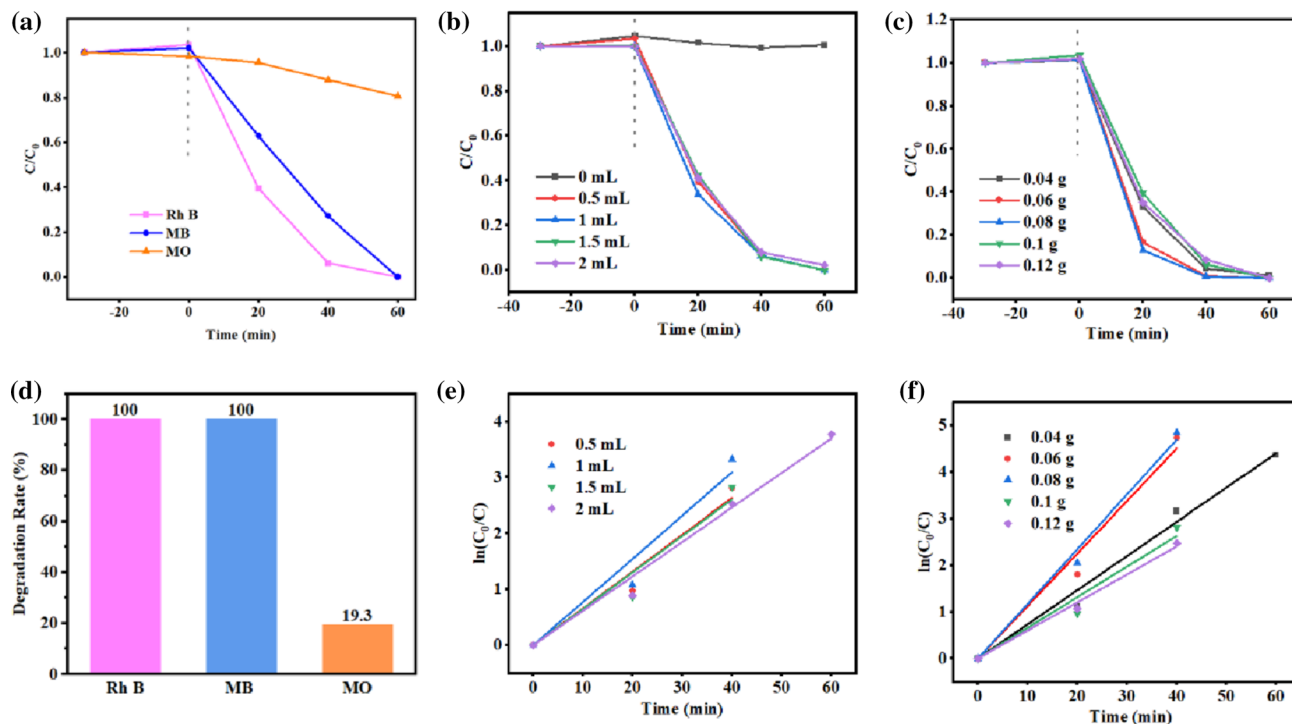 (a)
C/C0
1.0
0.8
0.6
0.4
0.2
0.0
Rh B
MB
MO
-20
0
20
40
60
Time (min)
(b)
C/C0
1.0
0.8
0.6
0.4
0.2
0.0
0 mL
0.5 mL
1 mL
1.5 mL
2 mL
-40
-20
0
20
40
60
Time (min)
(c)
C/C0
1.2
1.0
0.8
0.6
0.4
0.2
0.0
0.04 g
0.06 g
0.08 g
0.1 g
0.12 g
-40
-20
0
20
40
60
Time (min)
(d)
Degradation Rate (%)
100
80
60
40
20
0
100
100
19.3
Rh B
MB
MO
(e)
ln(C0/C)
4
3
2
1
0
0.5 mL
1 mL
1.5 mL
2 mL
0
10
20
30
40
50
60
Time (min)
(f)
ln(C0/C)
5
4
3
2
1
0
0.04 g
0.06 g
0.08 g
0.1 g
0.12 g
0
10
20
30
40
50
60
Time (min)